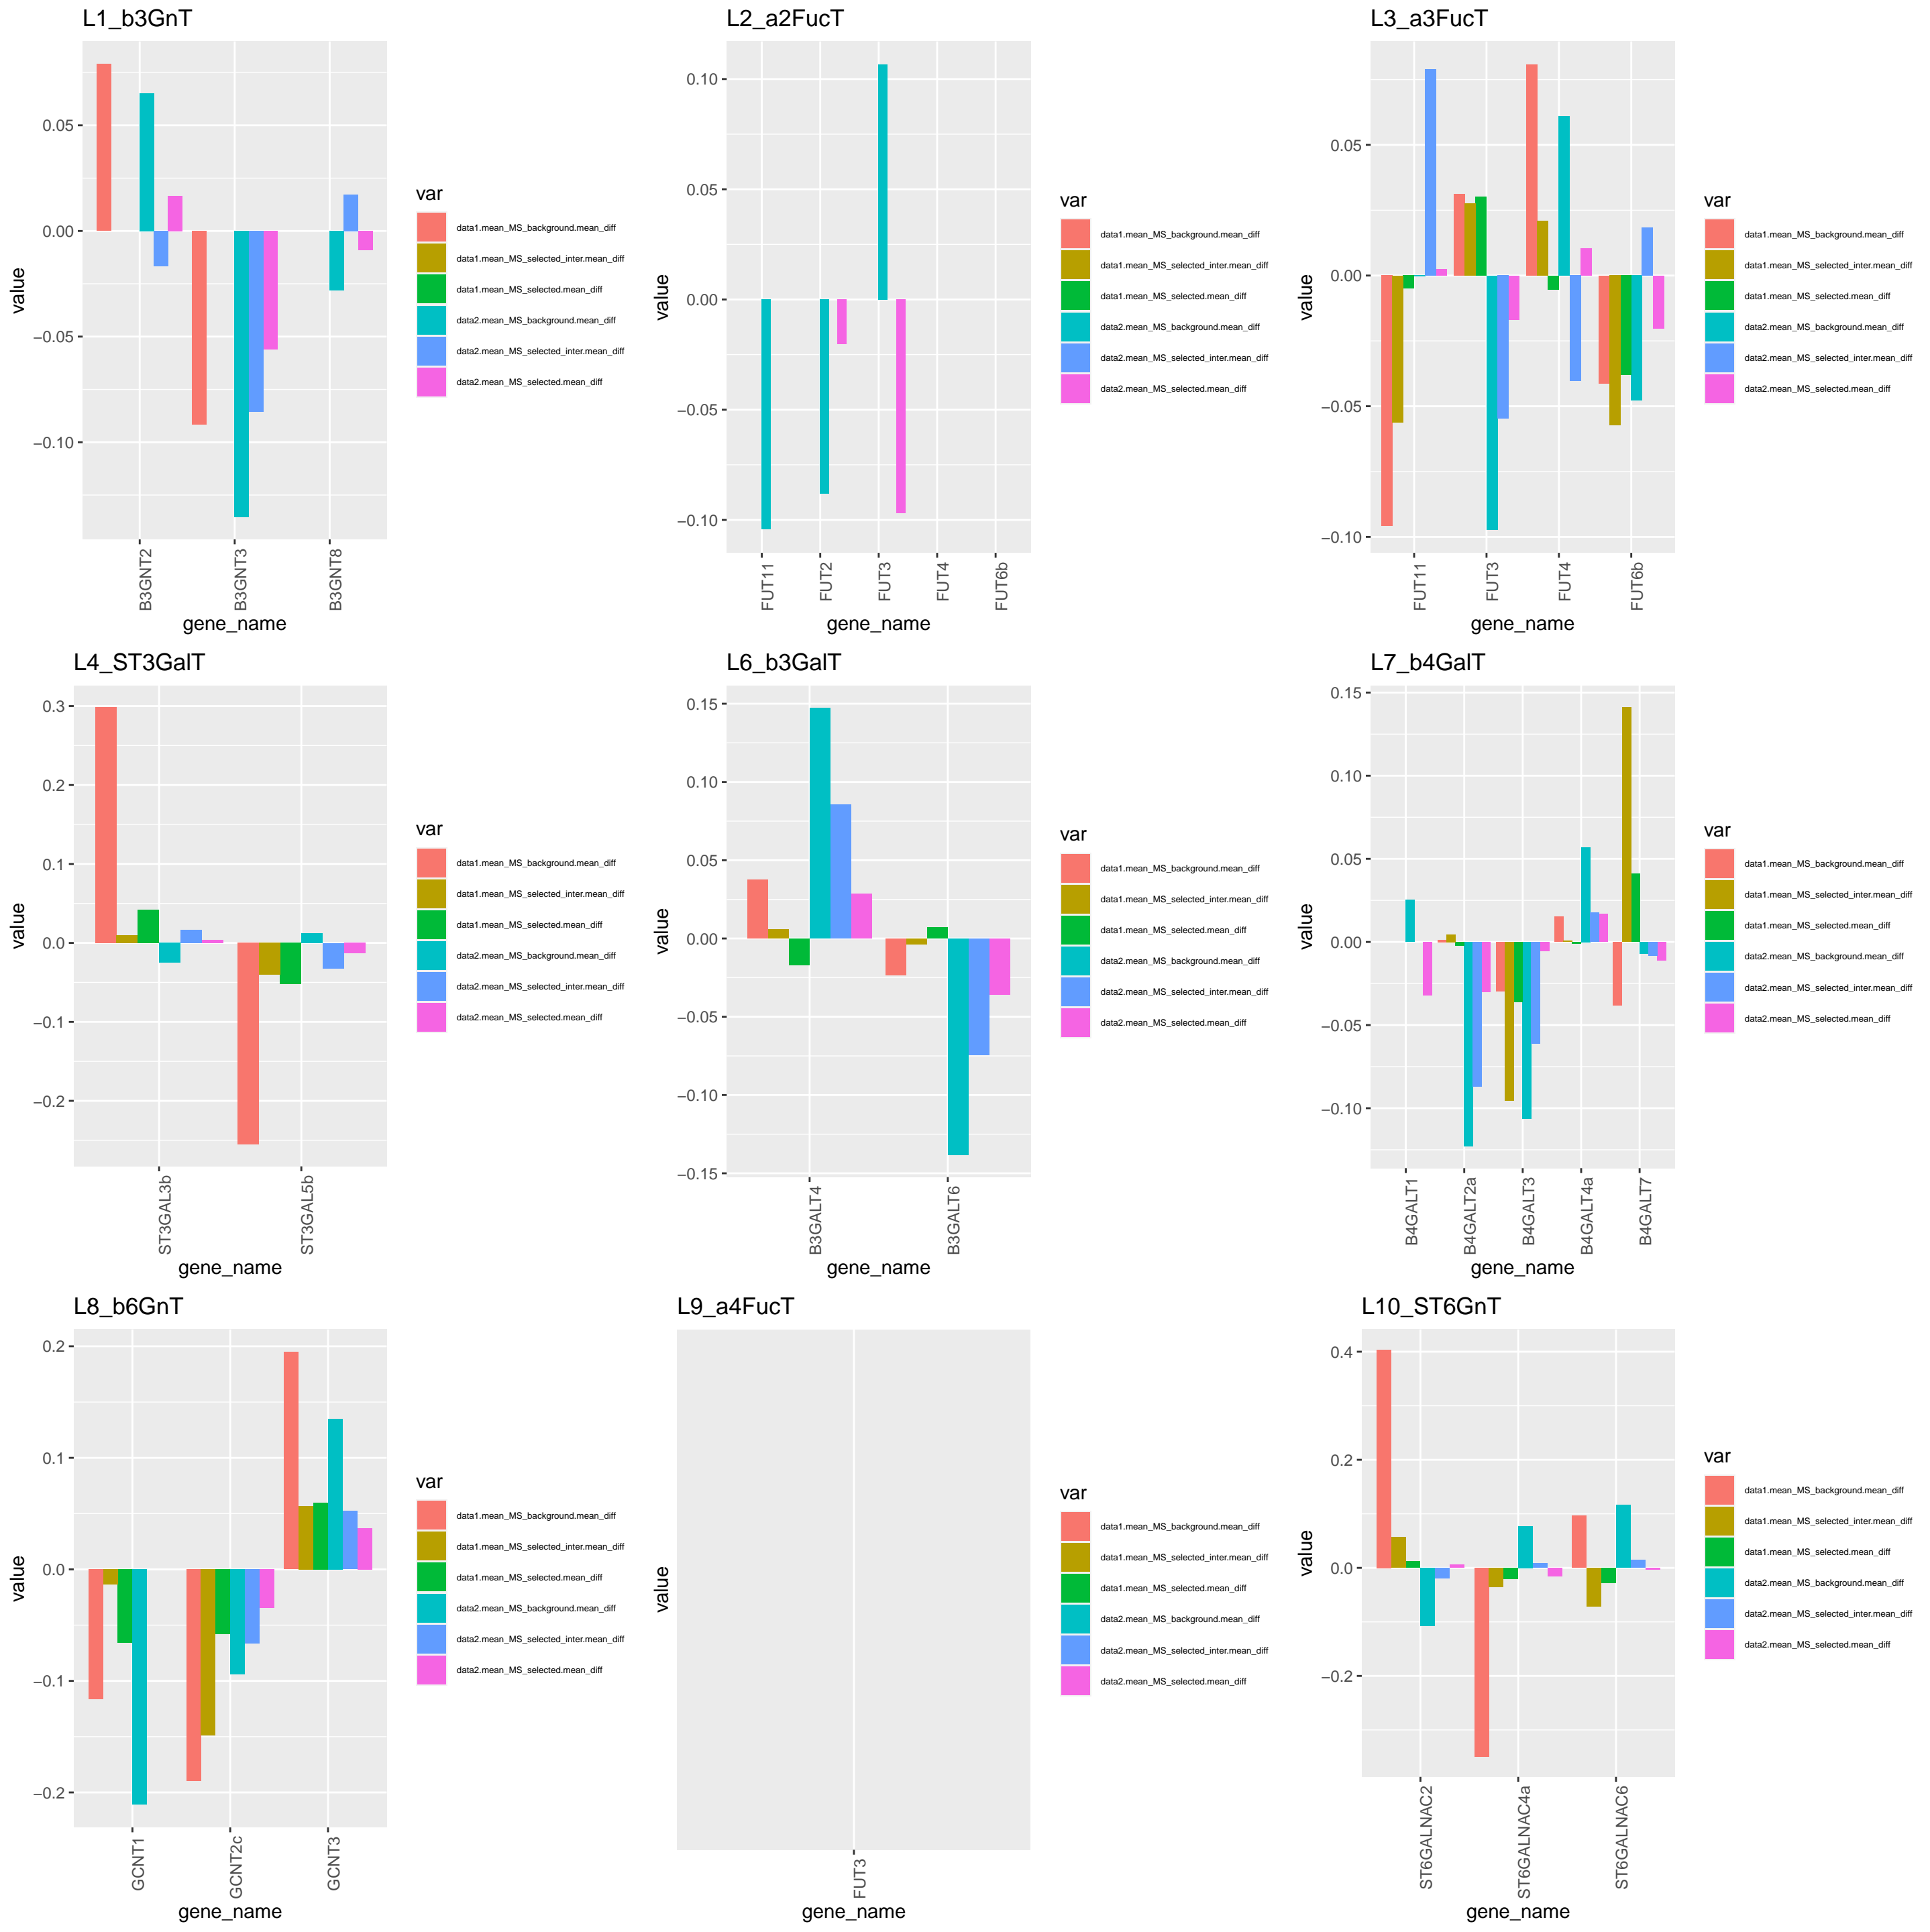 L1_b3GnT
value
0.05
0.00
−0.05
−0.10
B3GNT2
B3GNT3
B3GNT8
gene_name
var
data1.mean_MS_background.mean_diff
data1.mean_MS_selected_inter.mean_diff
data1.mean_MS_selected.mean_diff
data2.mean_MS_background.mean_diff
data2.mean_MS_selected_inter.mean_diff
data2.mean_MS_selected.mean_diff
L2_a2FucT
value
0.10
0.05
0.00
−0.05
−0.10
FUT11
FUT2
FUT3
FUT4
FUT6b
gene_name
var
data1.mean_MS_background.mean_diff
data1.mean_MS_selected_inter.mean_diff
data1.mean_MS_selected.mean_diff
data2.mean_MS_background.mean_diff
data2.mean_MS_selected_inter.mean_diff
data2.mean_MS_selected.mean_diff
L3_a3FucT
value
0.05
0.00
−0.05
−0.10
FUT11
FUT3
FUT4
FUT6b
gene_name
var
data1.mean_MS_background.mean_diff
data1.mean_MS_selected_inter.mean_diff
data1.mean_MS_selected.mean_diff
data2.mean_MS_background.mean_diff
data2.mean_MS_selected_inter.mean_diff
data2.mean_MS_selected.mean_diff
L4_ST3GalT
value
0.3
0.2
0.1
0.0
−0.1
−0.2
ST3GAL3b
ST3GAL5b
gene_name
var
data1.mean_MS_background.mean_diff
data1.mean_MS_selected_inter.mean_diff
data1.mean_MS_selected.mean_diff
data2.mean_MS_background.mean_diff
data2.mean_MS_selected_inter.mean_diff
data2.mean_MS_selected.mean_diff
L6_b3GalT
value
0.15
0.10
0.05
0.00
−0.05
−0.10
−0.15
B3GALT4
B3GALT6
gene_name
var
data1.mean_MS_background.mean_diff
data1.mean_MS_selected_inter.mean_diff
data1.mean_MS_selected.mean_diff
data2.mean_MS_background.mean_diff
data2.mean_MS_selected_inter.mean_diff
data2.mean_MS_selected.mean_diff
L7_b4GalT
value
0.15
0.10
0.05
0.00
−0.05
−0.10
B4GALT1
B4GALT2a
B4GALT3
B4GALT4a
B4GALT7
gene_name
var
data1.mean_MS_background.mean_diff
data1.mean_MS_selected_inter.mean_diff
data1.mean_MS_selected.mean_diff
data2.mean_MS_background.mean_diff
data2.mean_MS_selected_inter.mean_diff
data2.mean_MS_selected.mean_diff
L8_b6GnT
value
0.2
0.1
0.0
−0.1
−0.2
GCNT1
GCNT2c
GCNT3
gene_name
var
data1.mean_MS_background.mean_diff
data1.mean_MS_selected_inter.mean_diff
data1.mean_MS_selected.mean_diff
data2.mean_MS_background.mean_diff
data2.mean_MS_selected_inter.mean_diff
data2.mean_MS_selected.mean_diff
L9_a4FucT
value
FUT3
gene_name
var
data1.mean_MS_background.mean_diff
data1.mean_MS_selected_inter.mean_diff
data1.mean_MS_selected.mean_diff
data2.mean_MS_background.mean_diff
data2.mean_MS_selected_inter.mean_diff
data2.mean_MS_selected.mean_diff
L10_ST6GnT
value
0.4
0.2
0.0
−0.2
ST6GALNAC2
ST6GALNAC4a
ST6GALNAC6
gene_name
var
data1.mean_MS_background.mean_diff
data1.mean_MS_selected_inter.mean_diff
data1.mean_MS_selected.mean_diff
data2.mean_MS_background.mean_diff
data2.mean_MS_selected_inter.mean_diff
data2.mean_MS_selected.mean_diff